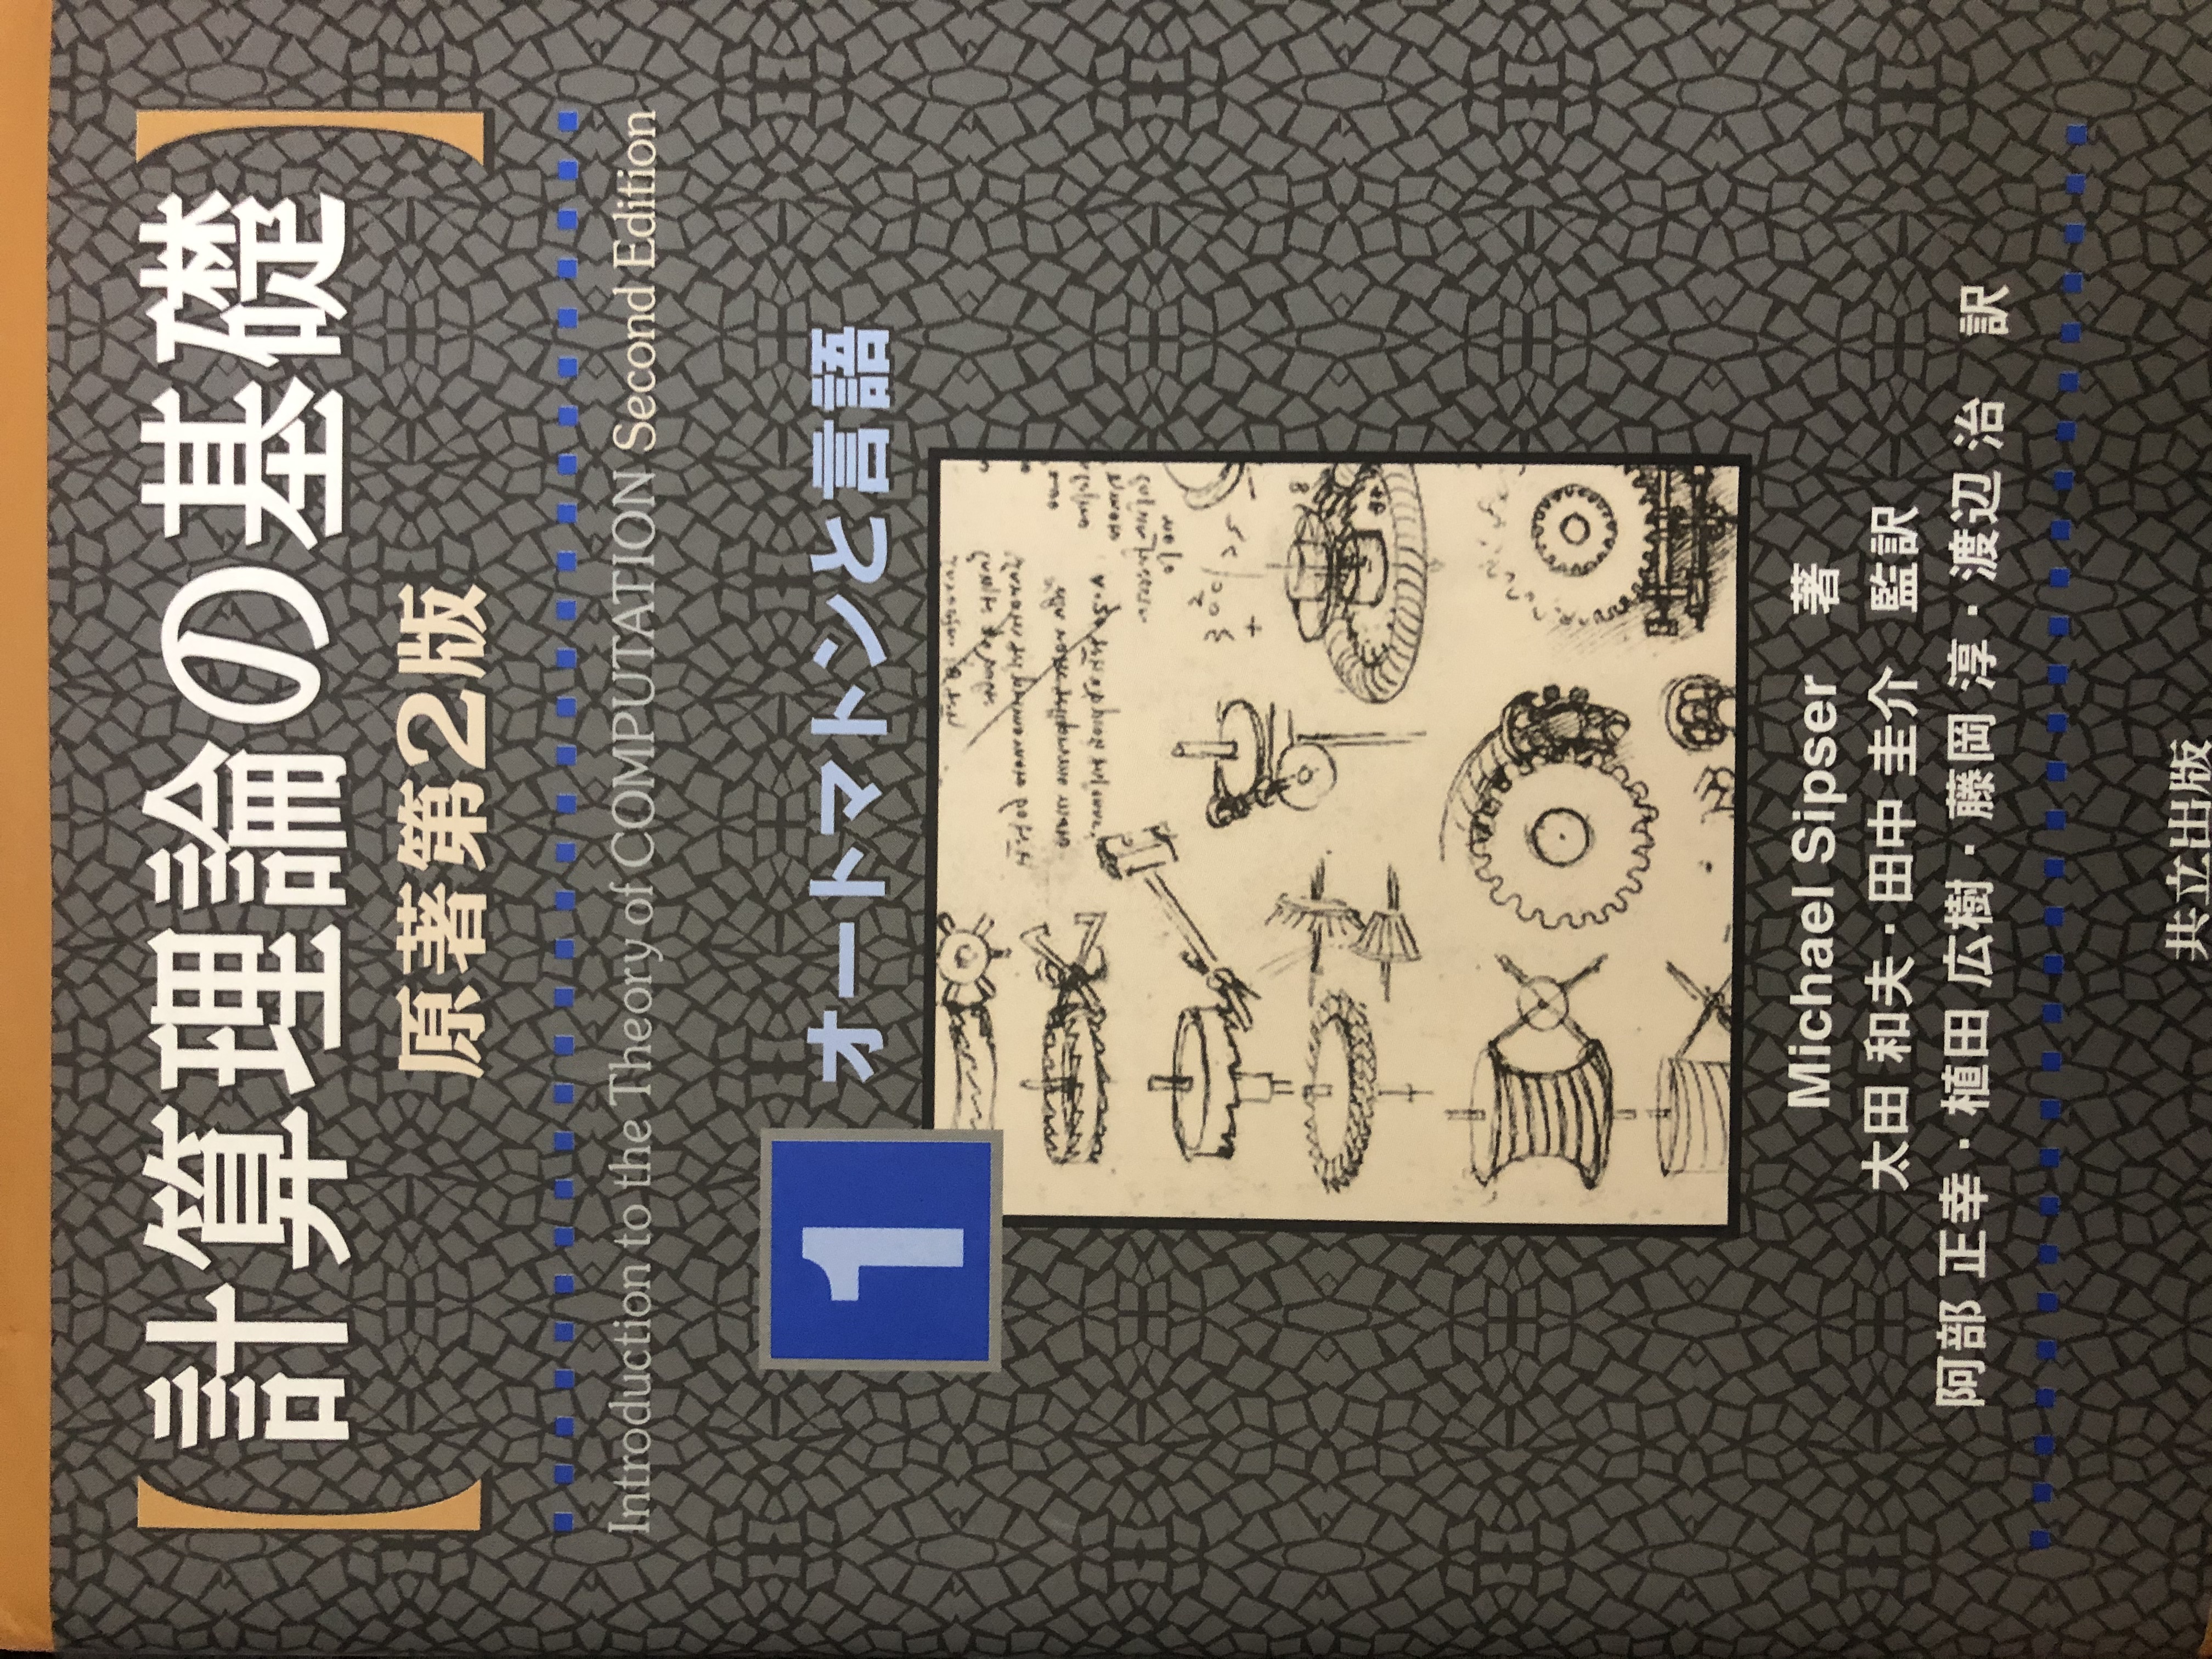 計算理論の基礎
原著第2版
Introduction to the Theory of COMPUTATION Second Edition
1
オートマトンと言語
Michael Sipser 著
太田 和夫・田中 圭介 監訳
阿部 正幸・植田 広樹・藤岡 淳・渡辺 治 訳
共立出版